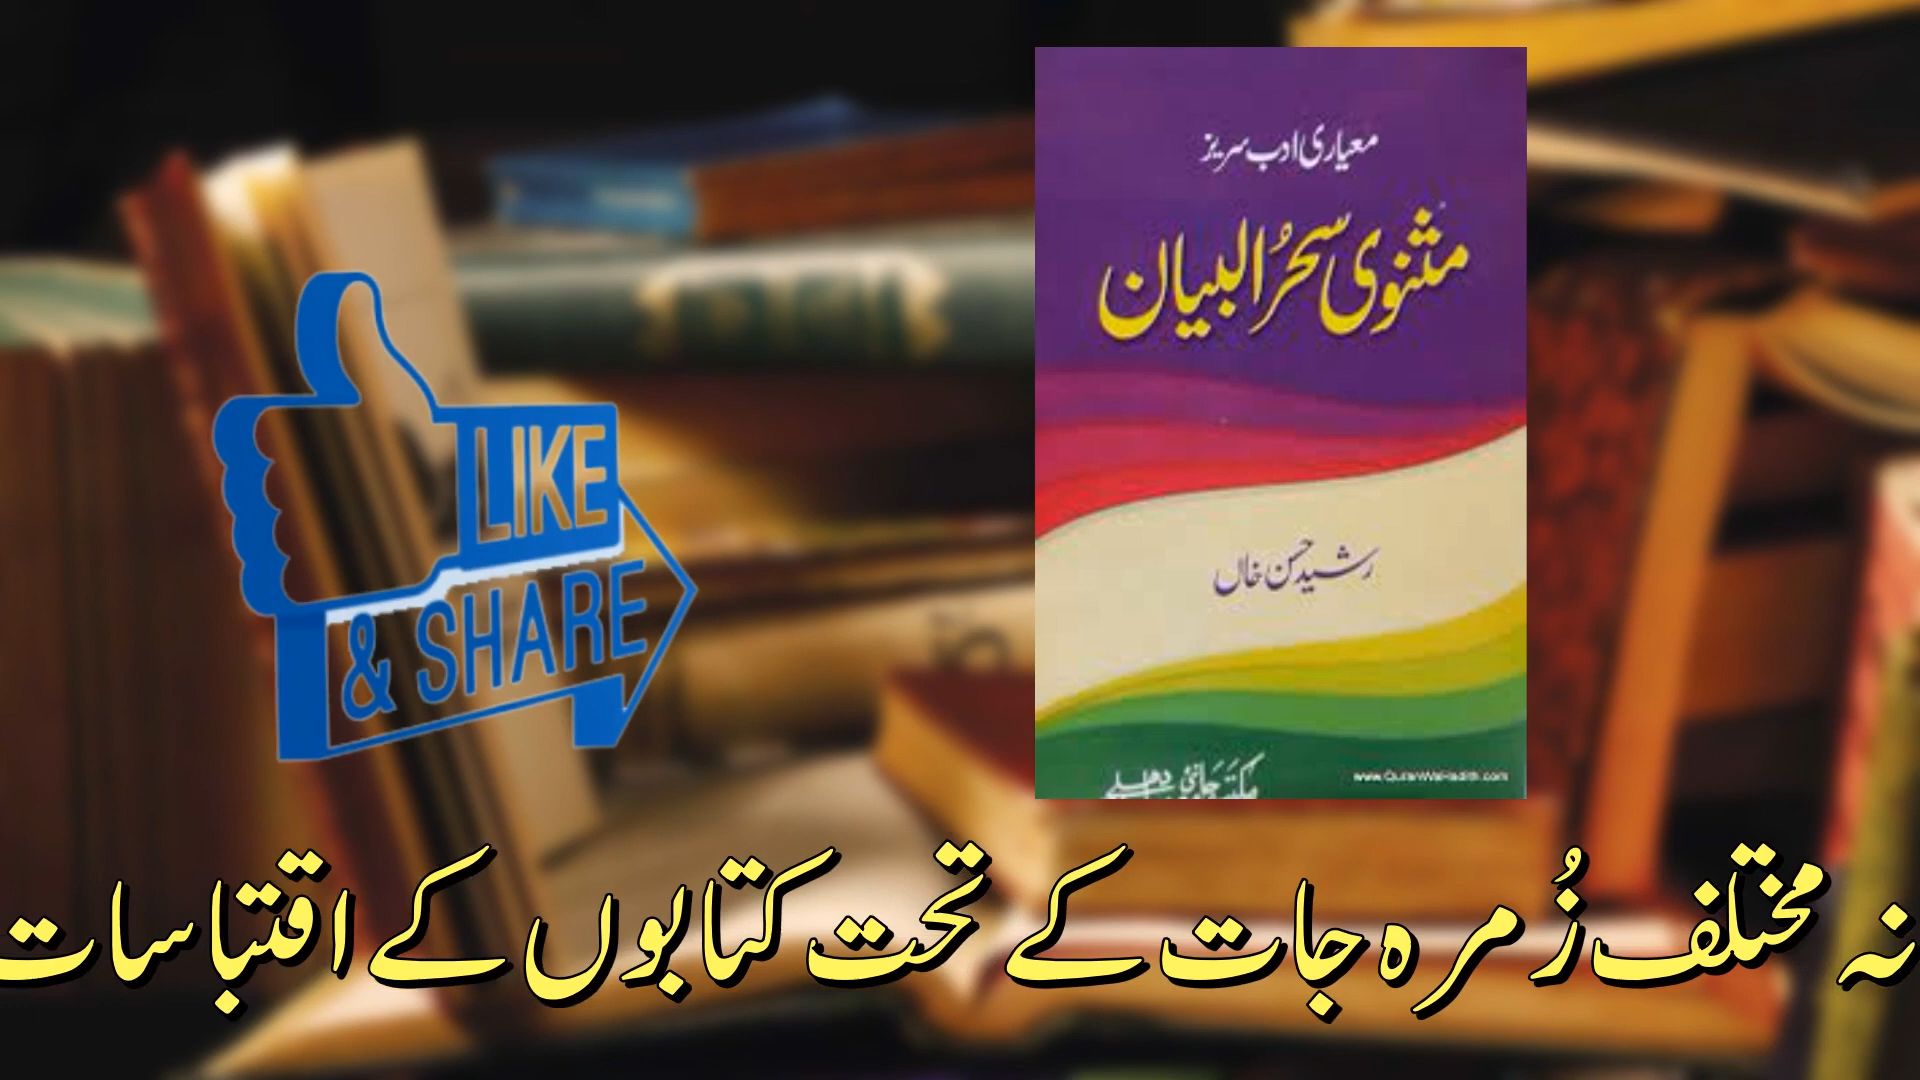 معیاری ادب سریز
مثنوی سحرُ البیان
رشید حسن خاں
www.QuranWaHadith.com
LIKE
& SHARE
نہ مختلف زُمرہ جات کے تحت کتابوں کے اقتباسات